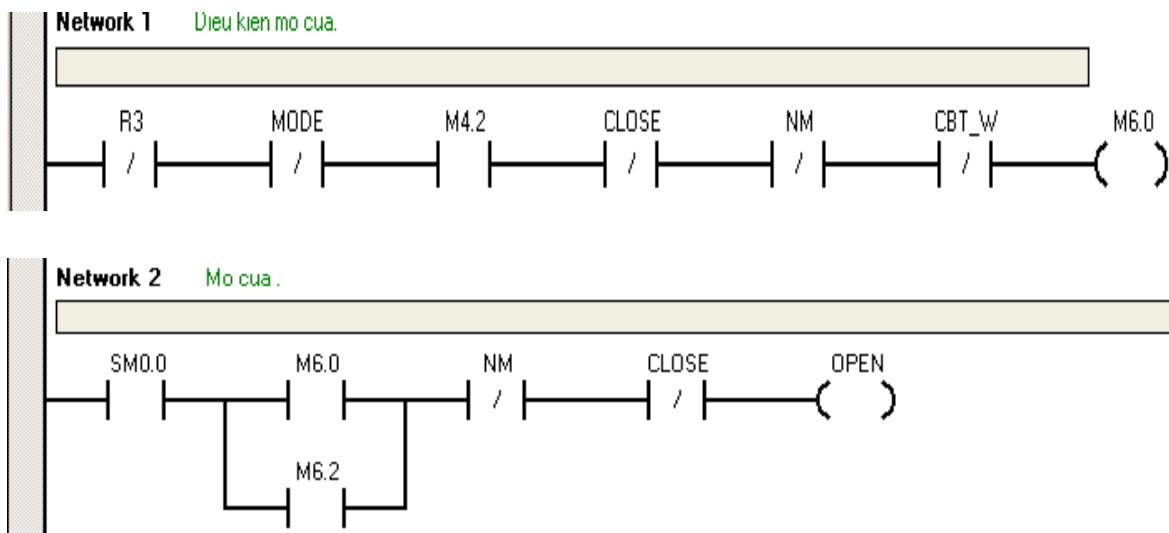 Network 1 Dieu kien mo cua.
R3 MODE M4.2 CLOSE NM CBT_W M6.0
/ / / / /
Network 2 Mo cua .
SM0.0 M6.0 NM CLOSE OPEN
/ /
M6.2